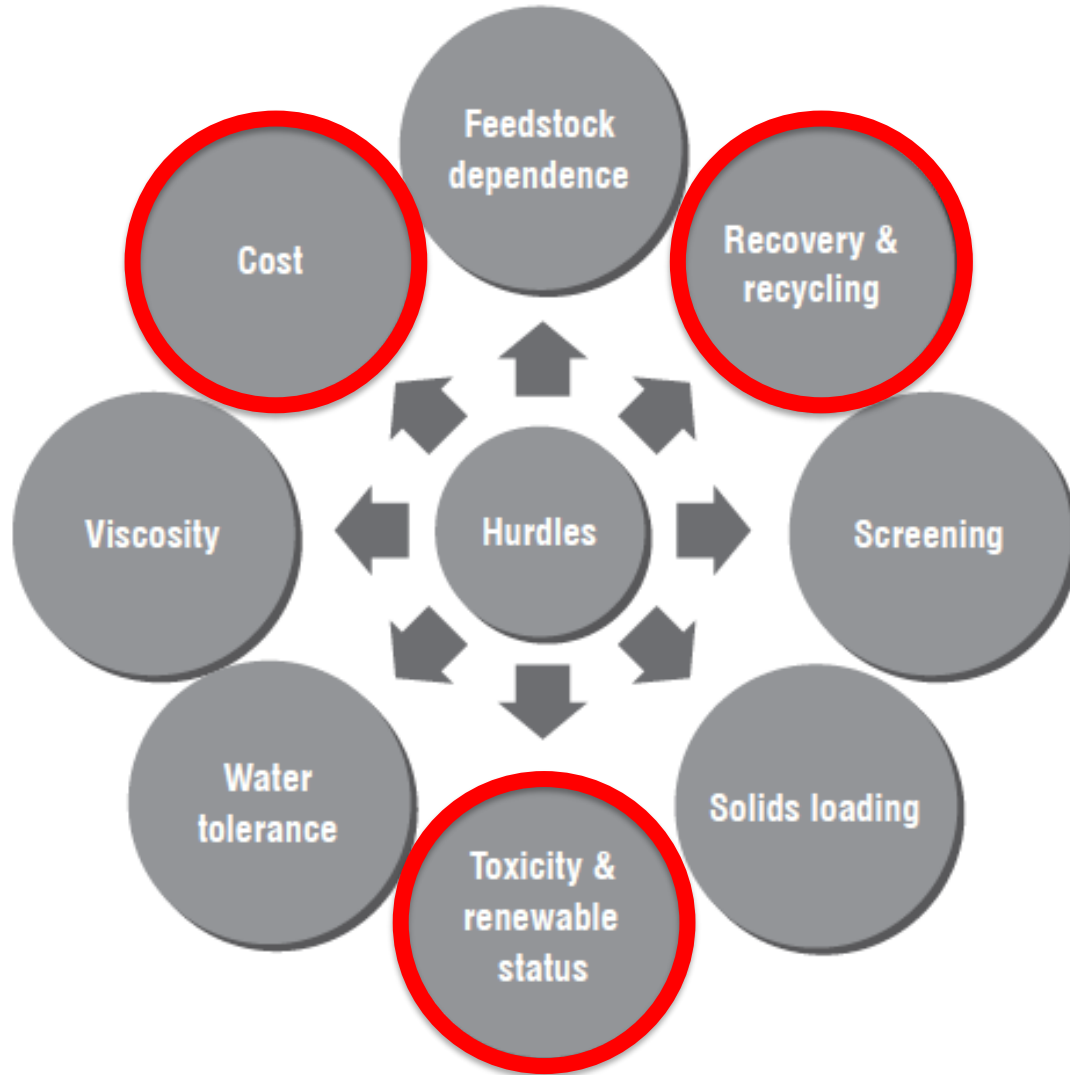 Feedstock
dependence
Cost
Recovery &
recycling
Viscosity
Hurdles
Screening
Water
tolerance
Solids loading
Toxicity &
renewable
status